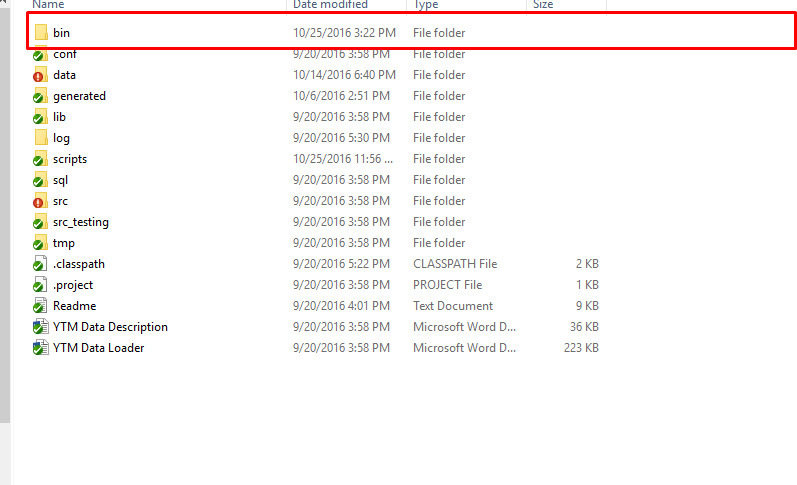 Name Date modified Type Size
bin 10/25/2016 3:22 PM File folder
conf 9/20/2016 3:58 PM File folder
data 10/14/2016 6:40 PM File folder
generated 10/6/2016 2:51 PM File folder
lib 9/20/2016 3:58 PM File folder
log 9/20/2016 5:30 PM File folder
scripts 10/25/2016 11:56 ... File folder
sql 9/20/2016 3:58 PM File folder
src 9/20/2016 3:58 PM File folder
src_testing 9/20/2016 3:58 PM File folder
tmp 9/20/2016 3:58 PM File folder
.classpath 9/20/2016 5:22 PM CLASSPATH File 2 KB
.project 9/20/2016 3:58 PM PROJECT File 1 KB
Readme 9/20/2016 4:01 PM Text Document 9 KB
YTM Data Description 9/20/2016 3:58 PM Microsoft Word D... 36 KB
YTM Data Loader 9/20/2016 3:58 PM Microsoft Word D... 223 KB